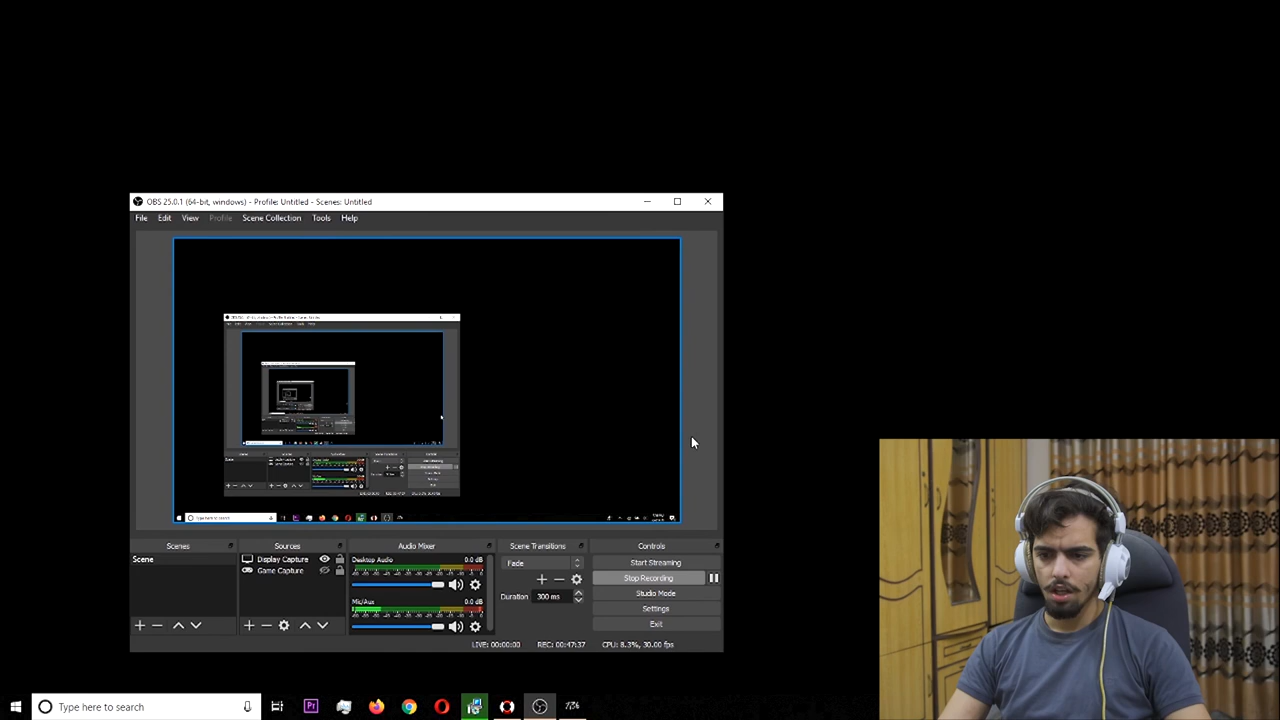 OBS 25.0.1 (64-bit, windows) - Profile: Untitled - Scenes: Untitled
File Edit View Profile Scene Collection Tools Help
Scenes Sources Audio Mixer Scene Transitions Controls
Scene
Display Capture
Game Capture
Desktop Audio 0.0 dB
Mic/Aux 0.0 dB
Fade
Duration 300 ms
Start Streaming
Stop Recording
Studio Mode
Settings
Exit
LIVE: 00:00:00 REC: 00:47:37 CPU: 8.3%, 30.00 fps
Type here to search
Pr